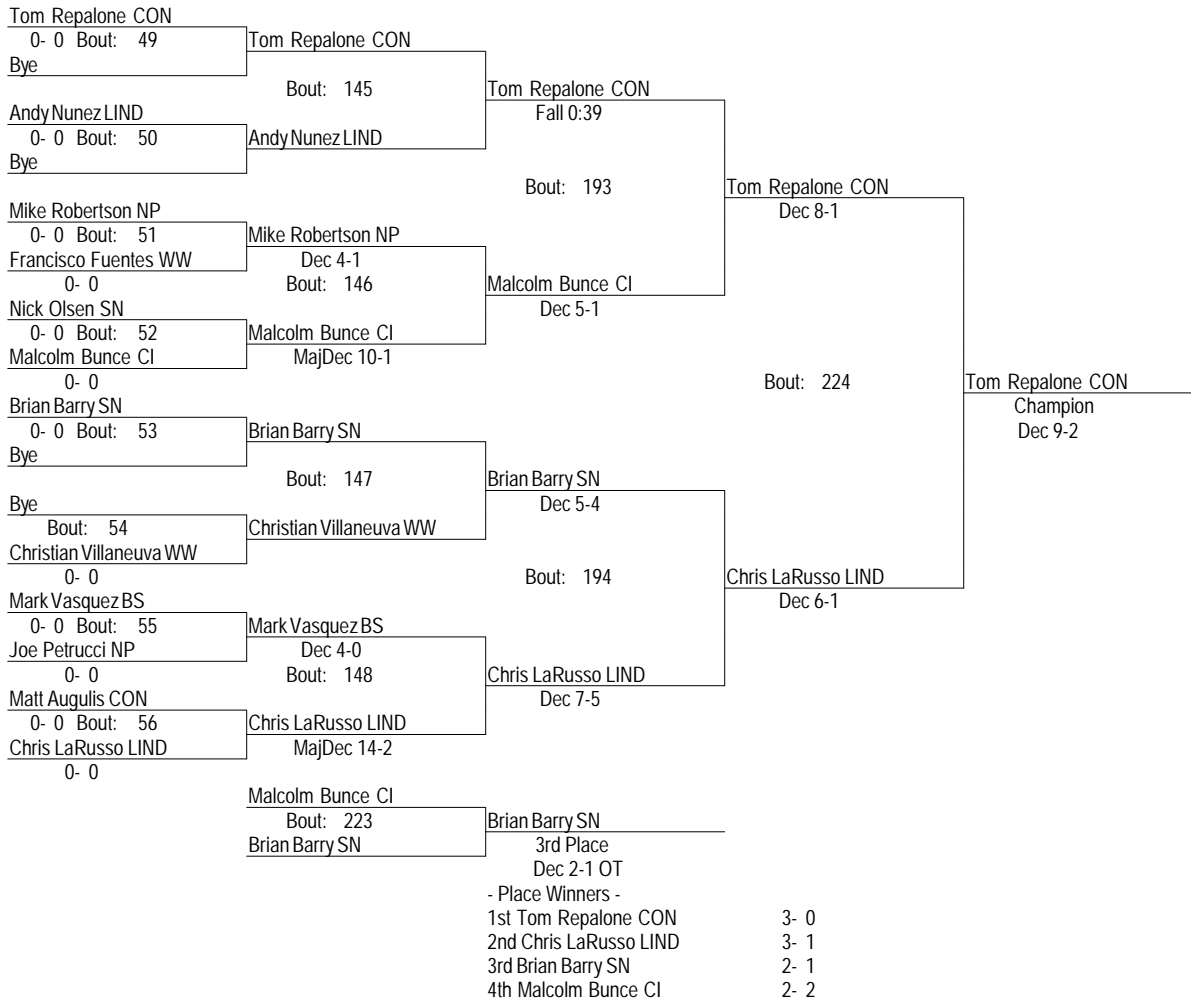 Tom Repalone CON
0- 0 Bout: 49
Bye
Tom Repalone CON
Bout: 145
Andy Nunez LIND
0- 0 Bout: 50
Bye
Andy Nunez LIND
Tom Repalone CON
Fall 0:39
Bout: 193
Mike Robertson NP
0- 0 Bout: 51
Francisco Fuentes WW
0- 0
Mike Robertson NP
Dec 4-1
Bout: 146
Nick Olsen SN
0- 0 Bout: 52
Malcolm Bunce CI
0- 0
Malcolm Bunce CI
MajDec 10-1
Malcolm Bunce CI
Dec 5-1
Tom Repalone CON
Dec 8-1
Bout: 224
Brian Barry SN
0- 0 Bout: 53
Bye
Brian Barry SN
Bout: 147
Bye
Bout: 54
Christian Villaneuva WW
0- 0
Christian Villaneuva WW
Brian Barry SN
Dec 5-4
Bout: 194
Mark Vasquez BS
0- 0 Bout: 55
Joe Petrucci NP
0- 0
Mark Vasquez BS
Dec 4-0
Bout: 148
Matt Augulis CON
0- 0 Bout: 56
Chris LaRusso LIND
0- 0
Chris LaRusso LIND
MajDec 14-2
Chris LaRusso LIND
Dec 7-5
Chris LaRusso LIND
Dec 6-1
Tom Repalone CON
Champion
Dec 9-2
Malcolm Bunce CI
Bout: 223
Brian Barry SN
Brian Barry SN
3rd Place
Dec 2-1 OT
- Place Winners -
1st Tom Repalone CON 3- 0
2nd Chris LaRusso LIND 3- 1
3rd Brian Barry SN 2- 1
4th Malcolm Bunce CI 2- 2